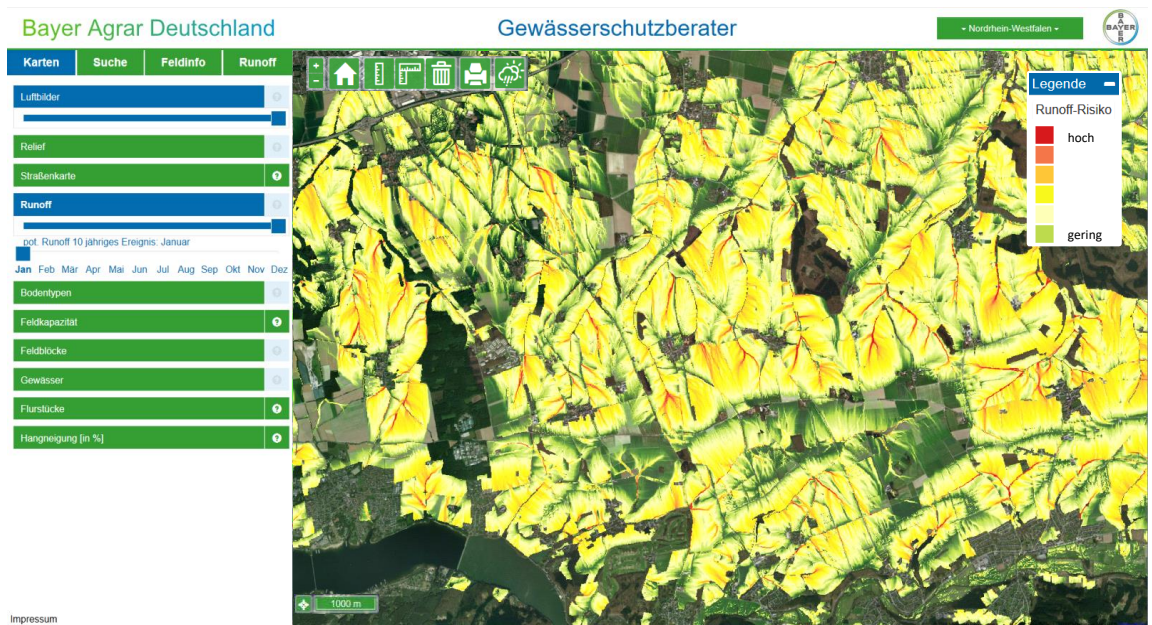 Bayer Agrar Deutschland
Gewässerschutzberater
- Nordrhein-Westfalen -
BAYER
BAYER
Karten Suche Feldinfo Runoff
Luftbilder ?
Relief ?
Straßenkarte ?
Runoff ?
pot. Runoff 10 jähriges Ereignis: Januar
Jan Feb Mär Apr Mai Jun Jul Aug Sep Okt Nov Dez
Bodentypen ?
Feldkapazität ?
Feldblöcke ?
Gewässer ?
Flurstücke ?
Hangneigung [in %] ?
+
-
Legende
Runoff-Risiko
hoch
gering
1000 m
Impressum